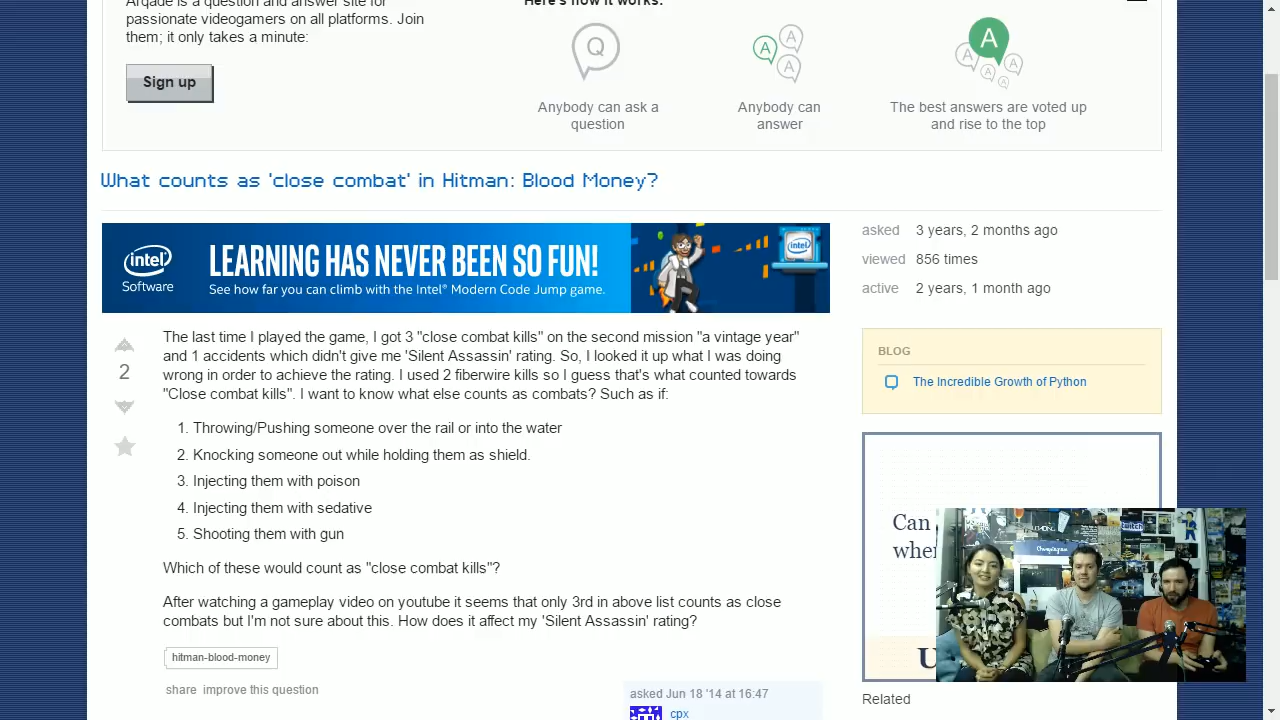 Arqade is a question and answer site for
passionate videogamers on all platforms. Join
them; it only takes a minute:
Sign up
Here's how it works:
Q
A
A
A
A
A
A
A
A
Anybody can ask a
question
Anybody can
answer
The best answers are voted up
and rise to the top
What counts as 'close combat' in Hitman: Blood Money?
intel
Software
LEARNING HAS NEVER BEEN SO FUN!
See how far you can climb with the Intel® Modern Code Jump game.
intel
asked 3 years, 2 months ago
viewed 856 times
active 2 years, 1 month ago
2
The last time I played the game, I got 3 "close combat kills" on the second mission "a vintage year"
and 1 accidents which didn't give me 'Silent Assassin' rating. So, I looked it up what I was doing
wrong in order to achieve the rating. I used 2 fiberwire kills so I guess that's what counted towards
"Close combat kills". I want to know what else counts as combats? Such as if:
1. Throwing/Pushing someone over the rail or into the water
2. Knocking someone out while holding them as shield.
3. Injecting them with poison
4. Injecting them with sedative
5. Shooting them with gun
Which of these would count as "close combat kills"?
After watching a gameplay video on youtube it seems that only 3rd in above list counts as close
combats but I'm not sure about this. How does it affect my 'Silent Assassin' rating?
hitman-blood-money
share improve this question
asked Jun 18 '14 at 16:47
cpx
BLOG
The Incredible Growth of Python
Can
twitch
U
Related